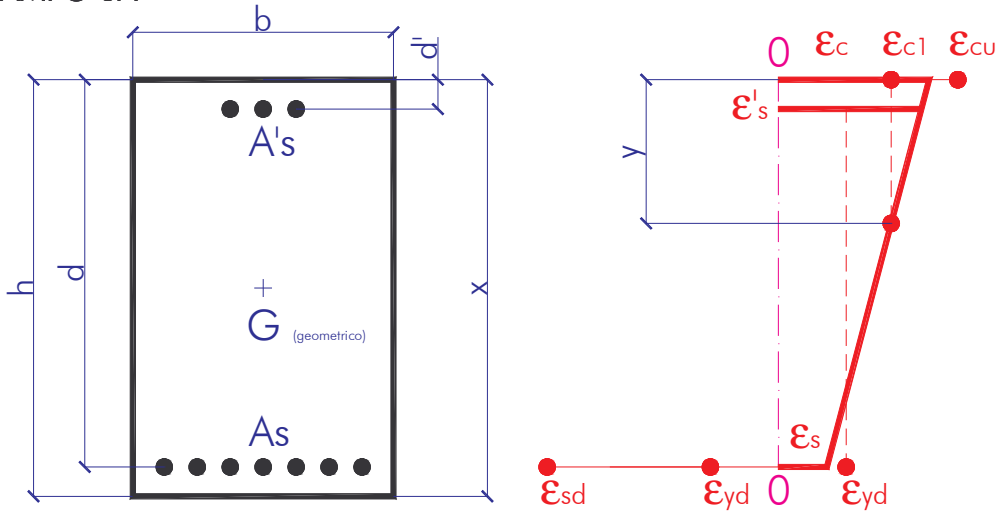 b
d'
h
d
x
A's
G (geometrico)
As
0
εc
εc1
εcu
ε's
y
εs
εsd
εyd
0
εyd